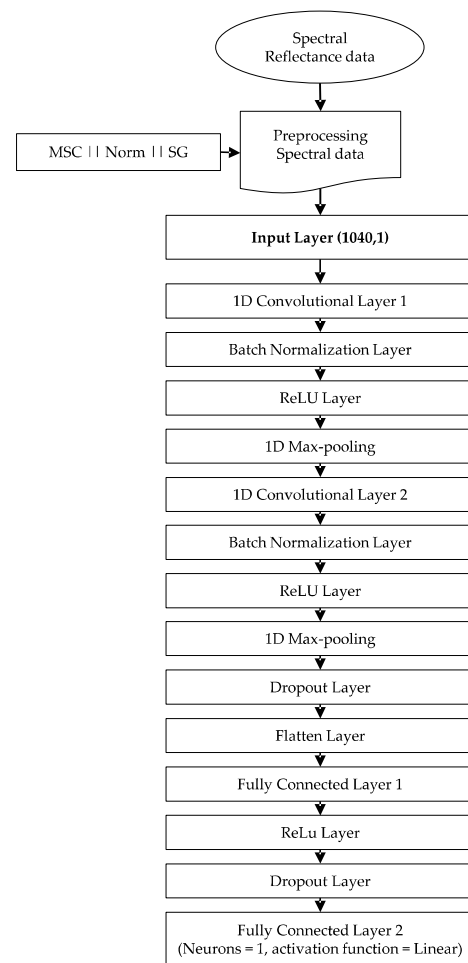 Spectral
Reflectance data
Preprocessing
Spectral data
MSC || Norm || SG
Input Layer (1040,1)
1D Convolutional Layer 1
Batch Normalization Layer
ReLU Layer
1D Max-pooling
1D Convolutional Layer 2
Batch Normalization Layer
ReLU Layer
1D Max-pooling
Dropout Layer
Flatten Layer
Fully Connected Layer 1
ReLu Layer
Dropout Layer
Fully Connected Layer 2
(Neurons = 1, activation function = Linear)